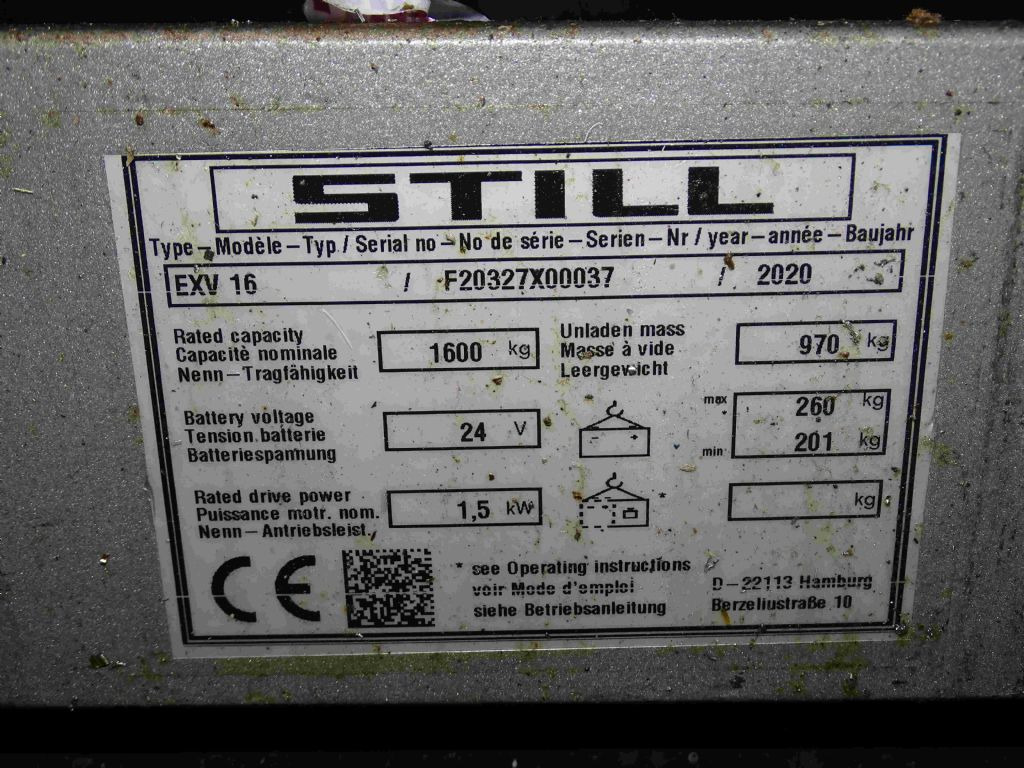 STILL
Type – Modèle – Typ / Serial no – No de série – Serien – Nr / year – année – Baujahr
EXV 16 / F20327X00037 / 2020
Rated capacity
Capacité nominale
Nenn – Tragfähigkeit
1600 kg
Unladen mass
Masse à vide
Leergewicht
970 kg
Battery voltage
Tension batterie
Batteriespannung
24 V
- +
max 260 kg
*
min 201 kg
Rated drive power
Puissance motr. nom.
Nenn – Antriebsleist.
1,5 kW
*
kg
CE
* see Operating instructions
voir Mode d'emploi
siehe Betriebsanleitung
D – 22113 Hamburg
Berzeliusstraße 10